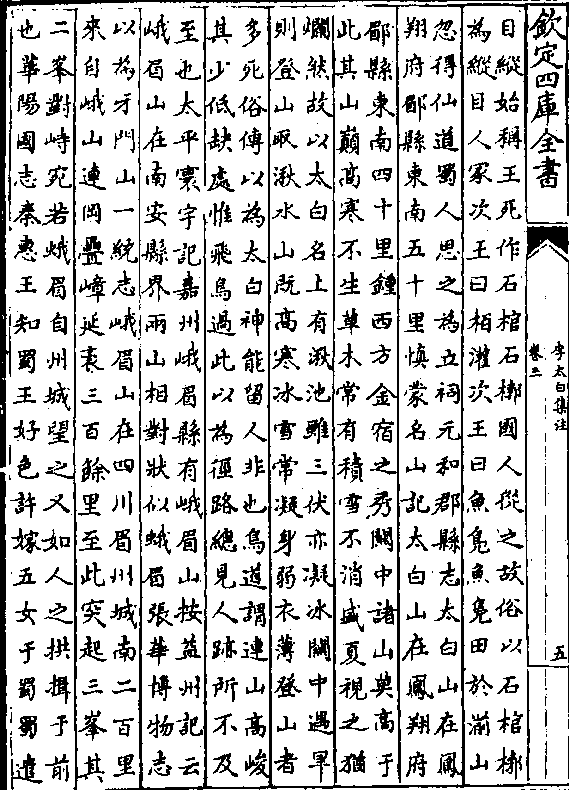 欽定四庫全書
李太白集注
卷三
五
目縱始稱王死作石棺石槨國人從之故俗以石棺槨
為縱目人冢次王曰栢灌次王曰魚鳧魚鳧田於湔山
忽得仙道蜀人思之為立祠元和郡縣志太白山在鳳
翔府郿縣東南五十里慎蒙名山記太白山在鳳翔府
郿縣東南四十里鍾西方金宿之秀關中諸山莫高于
此其山巔高寒不生草木常有積雪不消盛夏視之猶
爛然故以太白名上有湫池雖三伏亦凝冰關中遇旱
則登山取湫水山既高寒冰雪常凝身弱衣薄登山者
多死俗傳以為太白神能留人非也鳥道謂連山高峻
其少低缺處惟飛鳥過此以為徑路總見人跡所不及
至也太平寰宇記嘉州峨眉縣有峨眉山按益州記云
峨眉山在南安縣界兩山相對狀似蛾眉張華博物志
以為牙門山一統志峨眉山在四川眉州城南二百里
來自岷山連岡疊嶂延袤三百餘里至此突起三峯其
二峯對峙宛若蛾眉自州城望之又如人之拱揖于前
也華陽國志秦惠王知蜀王好色許嫁五女于蜀蜀遣